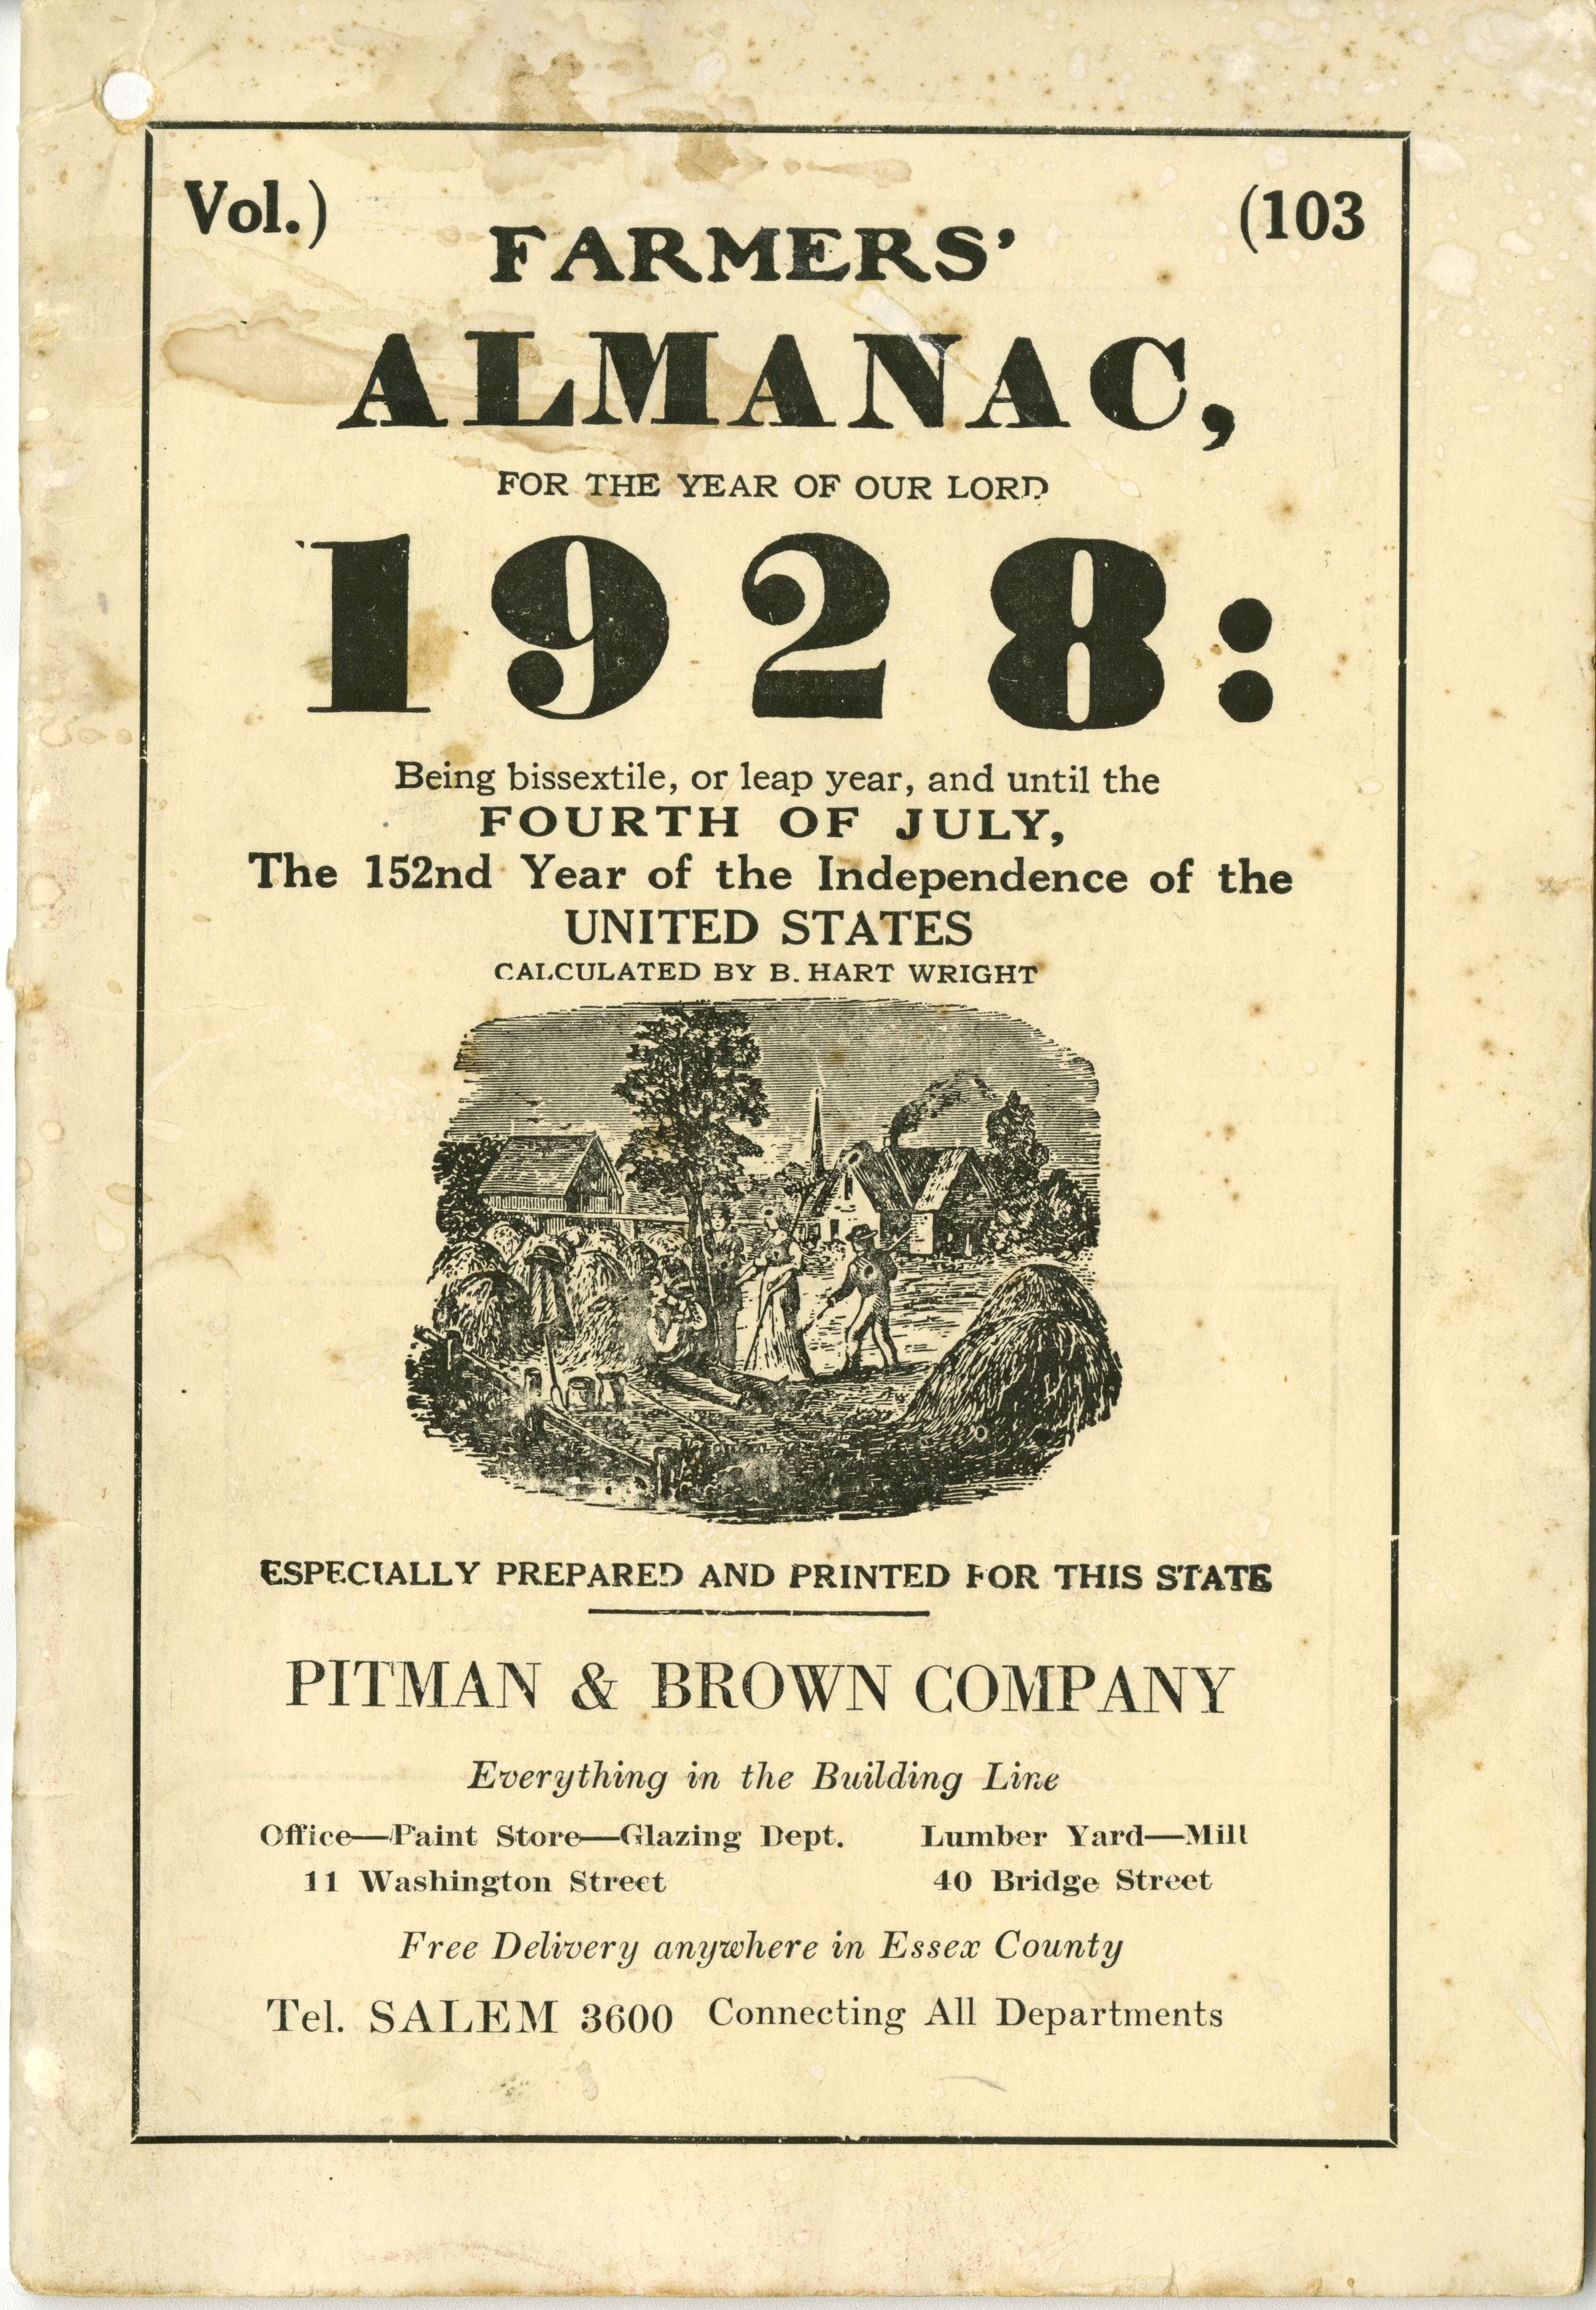 Vol.) (103
FARMERS'
ALMANAC,
FOR THE YEAR OF OUR LORD
1928:
Being bissextile, or leap year, and until the
FOURTH OF JULY,
The 152nd Year of the Independence of the
UNITED STATES
CALCULATED BY B. HART WRIGHT
ESPECIALLY PREPARED AND PRINTED FOR THIS STATE
PITMAN & BROWN COMPANY
Everything in the Building Line
Office—Paint Store—Glazing Dept. Lumber Yard—Mill
11 Washington Street 40 Bridge Street
Free Delivery anywhere in Essex County
Tel. SALEM 3600 Connecting All Departments